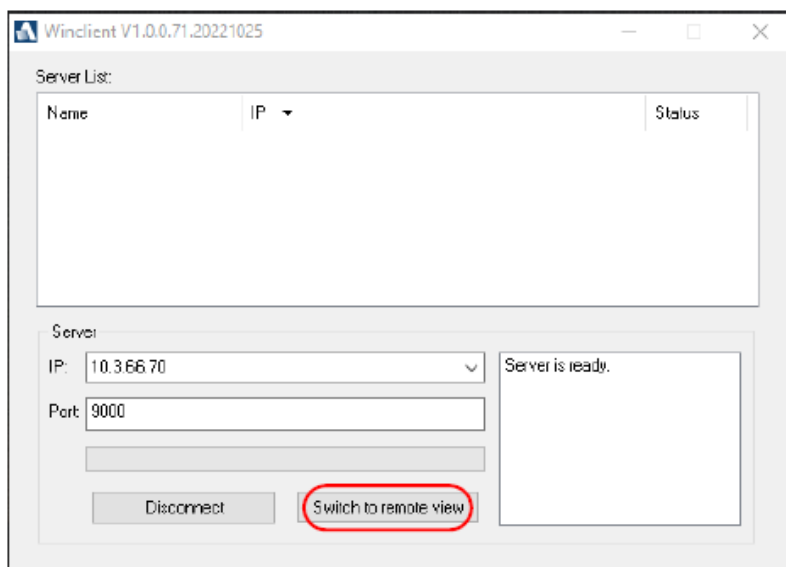 Winclient V1.0.0.71.20221025
Server List:
Name IP Status
Server
IP: 10.3.66.70 Server is ready.
Port: 9000
Disconnect Switch to remote view